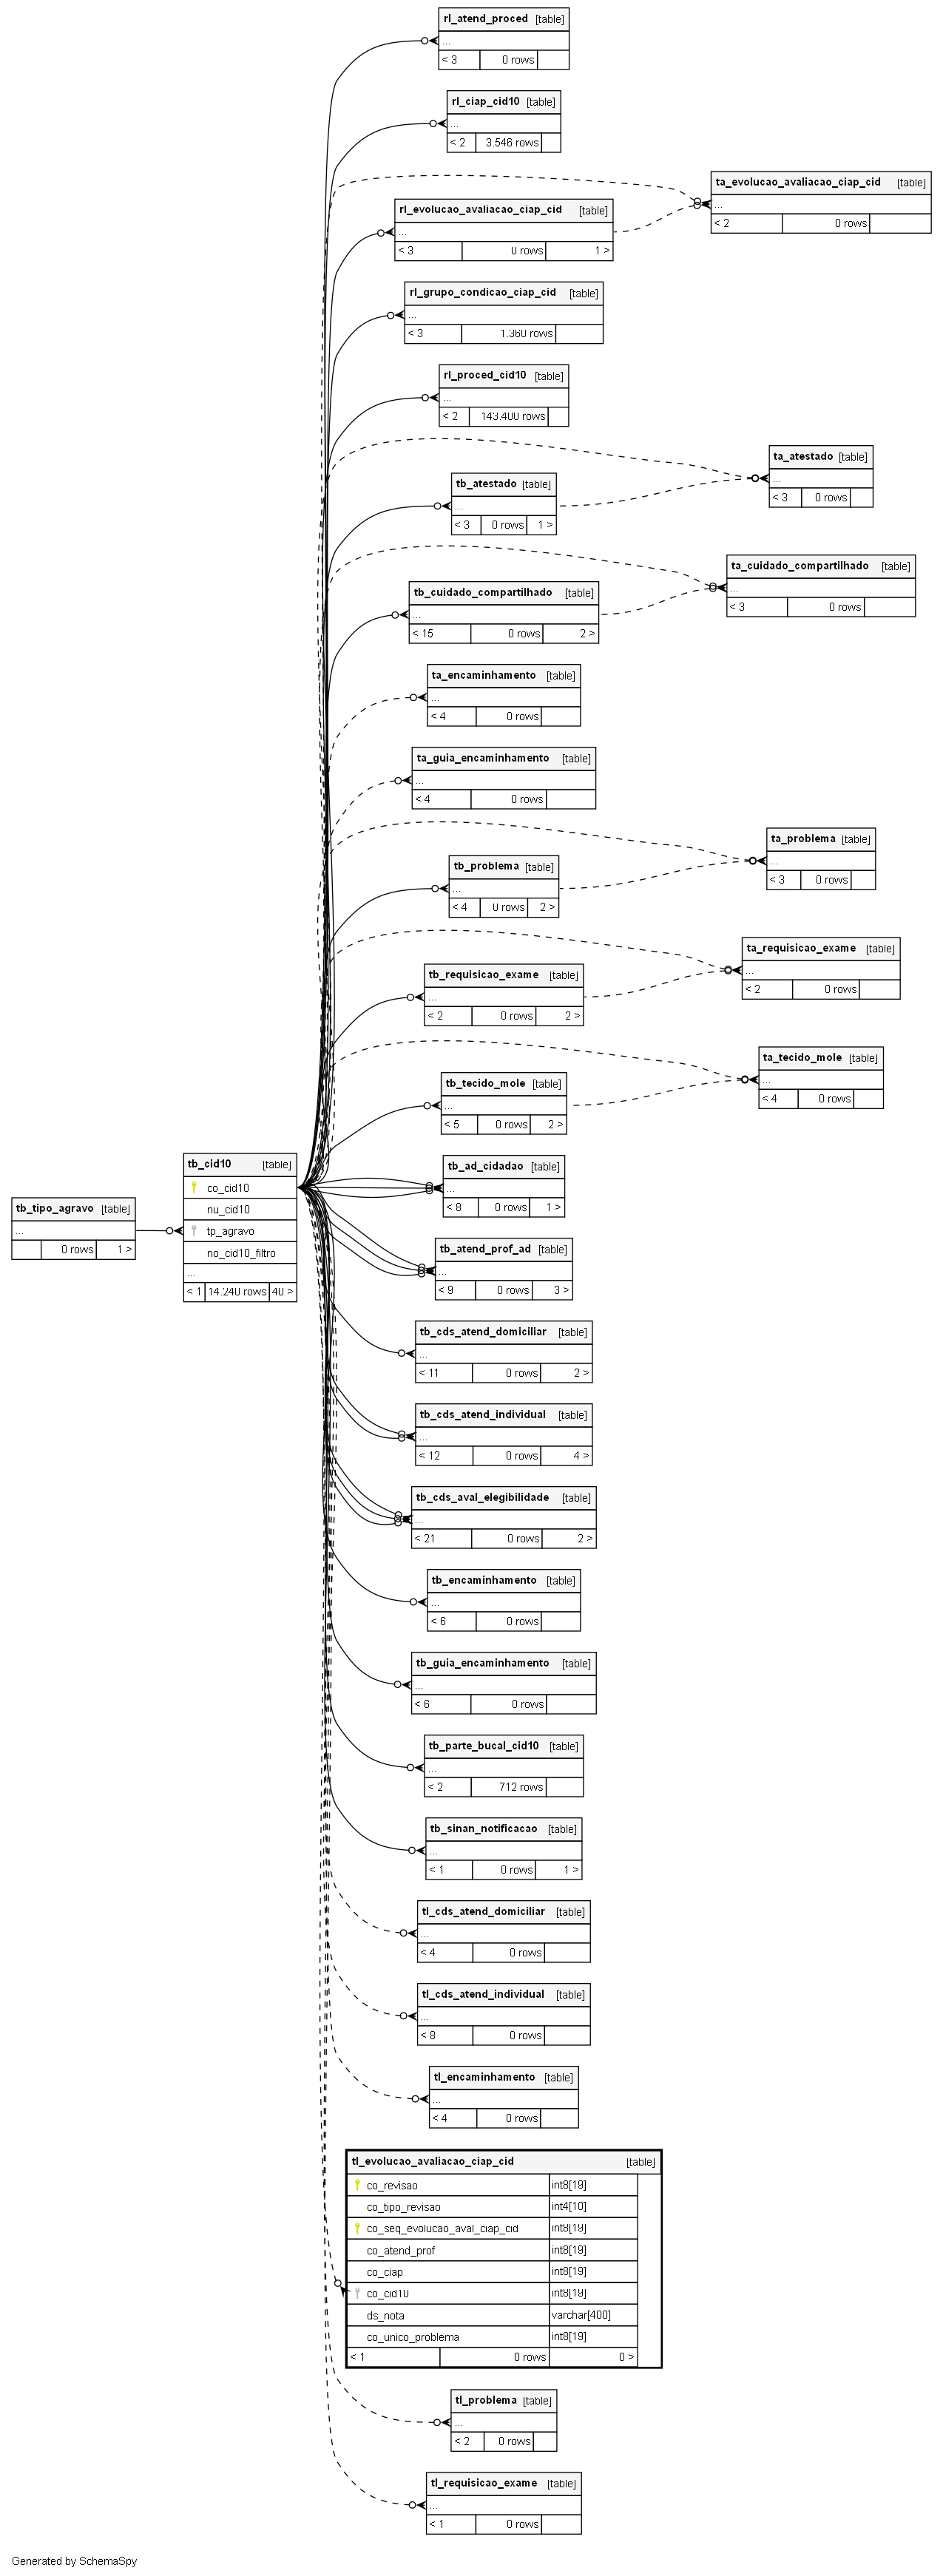 rl_atend_proced [table]
...
< 3 0 rows
rl_ciap_cid10 [table]
...
< 2 3.546 rows
ta_evolucao_avaliacao_ciap_cid [table]
...
< 2 0 rows
rl_evolucao_avaliacao_ciap_cid [table]
...
< 3 0 rows 1 >
rl_grupo_condicao_ciap_cid [table]
...
< 3 1.360 rows
rl_proced_cid10 [table]
...
< 2 143.400 rows
ta_atestado [table]
...
< 3 0 rows
tb_atestado [table]
...
< 3 0 rows 1 >
ta_cuidado_compartilhado [table]
...
< 3 0 rows
tb_cuidado_compartilhado [table]
...
< 15 0 rows 2 >
ta_encaminhamento [table]
...
< 4 0 rows
ta_guia_encaminhamento [table]
...
< 4 0 rows
ta_problema [table]
...
< 3 0 rows
tb_problema [table]
...
< 4 0 rows 2 >
ta_requisicao_exame [table]
...
< 2 0 rows
tb_requisicao_exame [table]
...
< 2 0 rows 2 >
ta_tecido_mole [table]
...
< 4 0 rows
tb_tecido_mole [table]
...
< 5 0 rows 2 >
tb_cid10 [table]
co_cid10
nu_cid10
tp_agravo
no_cid10_filtro
...
< 1 14.240 rows 40 >
tb_tipo_agravo [table]
...
0 rows 1 >
tb_ad_cidadao [table]
...
< 8 0 rows 1 >
tb_atend_prof_ad [table]
...
< 9 0 rows 3 >
tb_cds_atend_domiciliar [table]
...
< 11 0 rows 2 >
tb_cds_atend_individual [table]
...
< 12 0 rows 4 >
tb_cds_aval_elegibilidade [table]
...
< 21 0 rows 2 >
tb_encaminhamento [table]
...
< 6 0 rows
tb_guia_encaminhamento [table]
...
< 6 0 rows
tb_parte_bucal_cid10 [table]
...
< 2 712 rows
tb_sinan_notificacao [table]
...
< 1 0 rows 1 >
tl_cds_atend_domiciliar [table]
...
< 4 0 rows
tl_cds_atend_individual [table]
...
< 8 0 rows
tl_encaminhamento [table]
...
< 4 0 rows
tl_evolucao_avaliacao_ciap_cid [table]
co_revisao int8[19]
co_tipo_revisao int4[10]
co_seq_evolucao_aval_ciap_cid int8[19]
co_atend_prof int8[19]
co_ciap int8[19]
co_cid10 int8[19]
ds_nota varchar[400]
co_unico_problema int8[19]
< 1 0 rows 0 >
tl_problema [table]
...
< 2 0 rows
tl_requisicao_exame [table]
...
< 1 0 rows
Generated by SchemaSpy